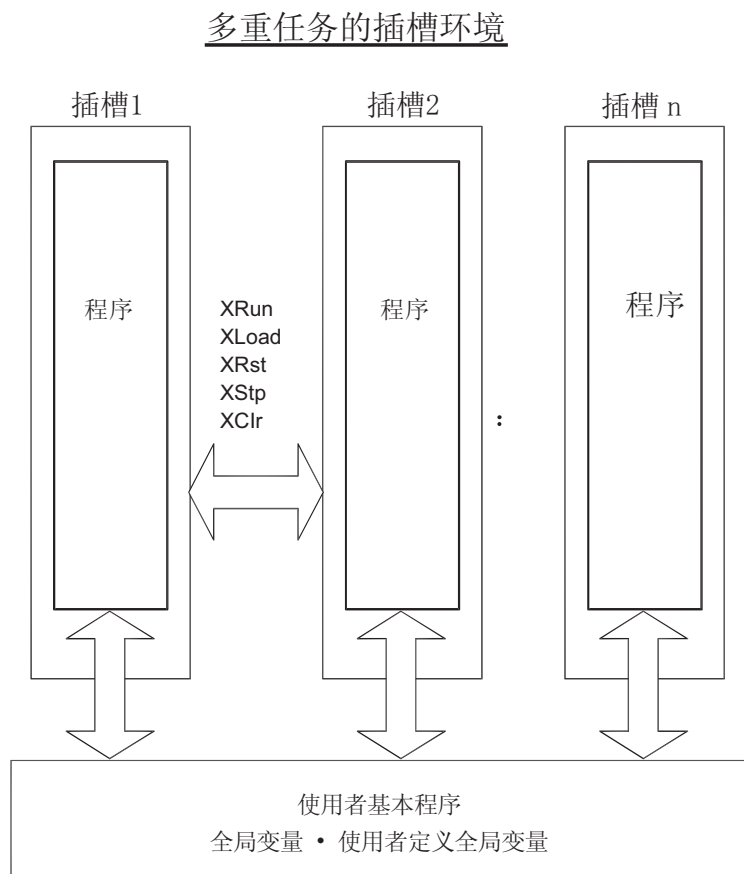 多重任务的插槽环境
插槽1
插槽2
插槽 n
程序
XRun
XLoad
XRst
XStp
XClr
程序
:
程序
使用者基本程序
全局变量 • 使用者定义全局变量